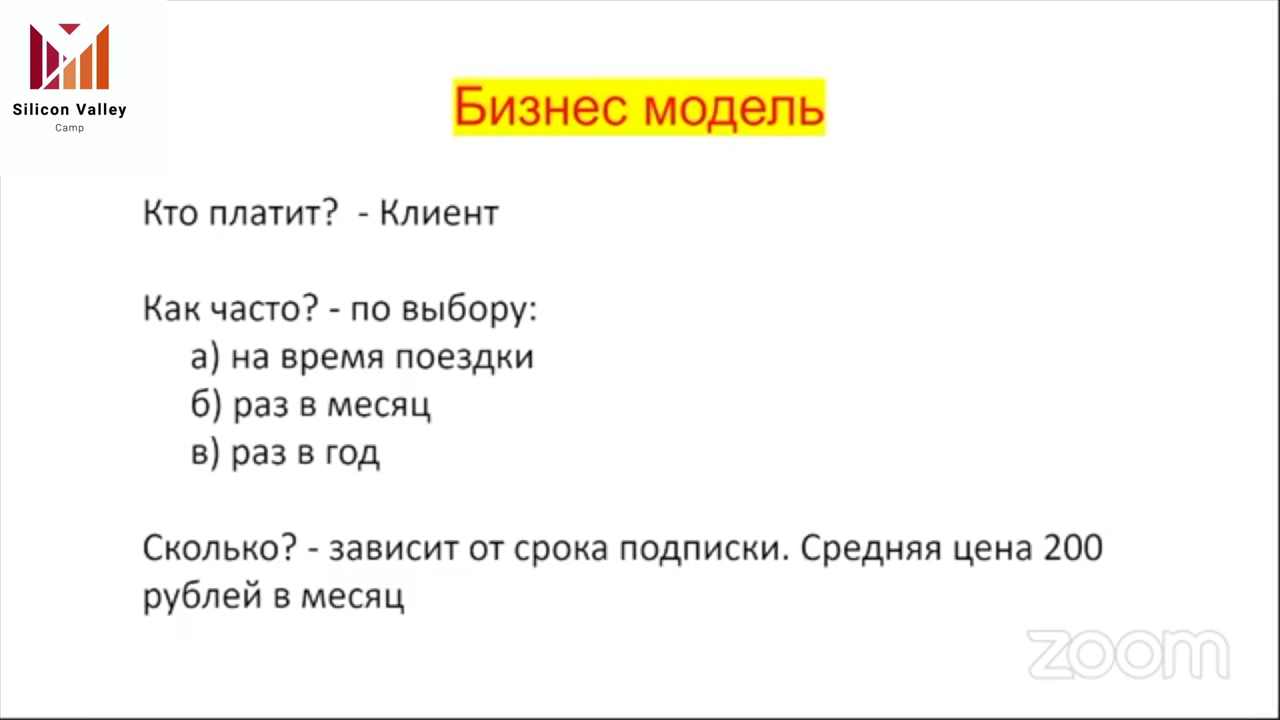 Silicon Valley
Camp
Бизнес модель
Кто платит?  - Клиент
Как часто? - по выбору:
а) на время поездки
б) раз в месяц
в) раз в год
Сколько? - зависит от срока подписки. Средняя цена 200
рублей в месяц
zoom